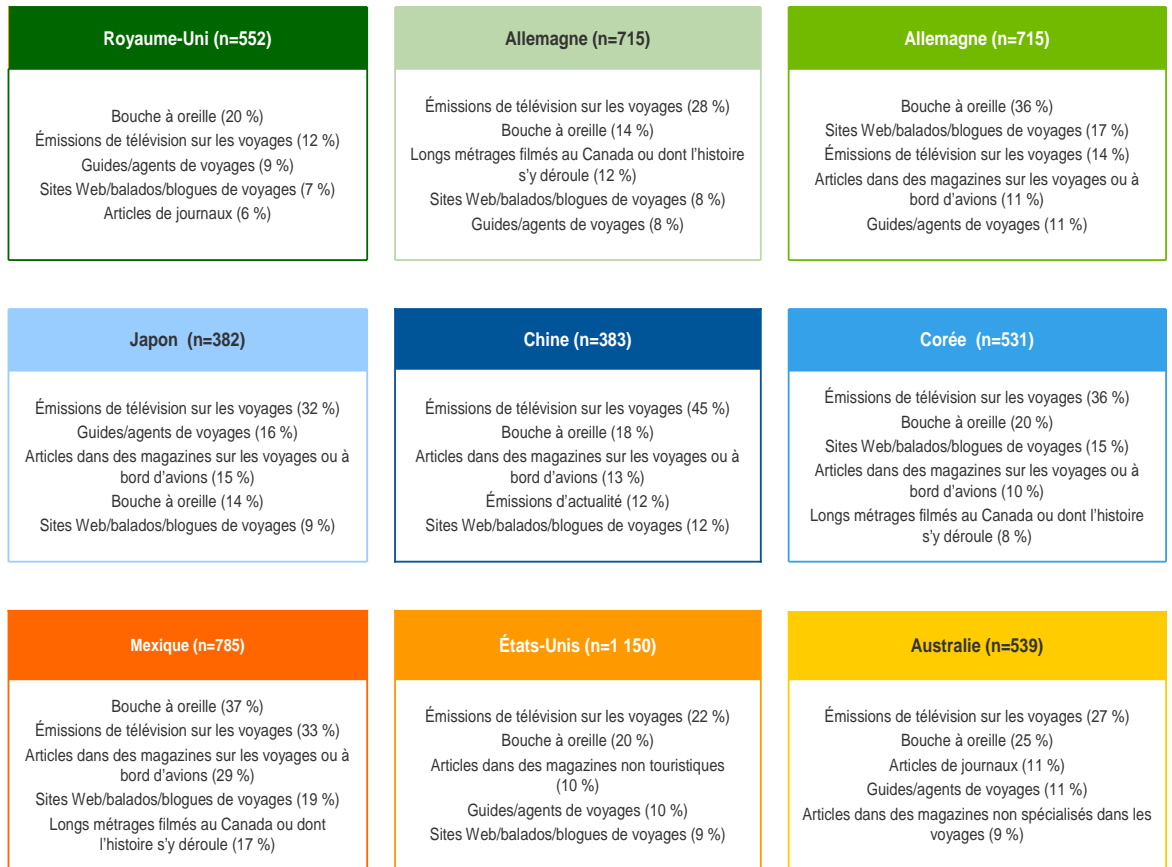 Royaume-Uni (n=552)
Bouche à oreille (20 %)
Émissions de télévision sur les voyages (12 %)
Guides/agents de voyages (9 %)
Sites Web/balados/blogues de voyages (7 %)
Articles de journaux (6 %)
Allemagne (n=715)
Émissions de télévision sur les voyages (28 %)
Bouche à oreille (14 %)
Longs métrages filmés au Canada ou dont l'histoire
s'y déroule (12 %)
Sites Web/balados/blogues de voyages (8 %)
Guides/agents de voyages (8 %)
Allemagne (n=715)
Bouche à oreille (36 %)
Sites Web/balados/blogues de voyages (17 %)
Émissions de télévision sur les voyages (14 %)
Articles dans des magazines sur les voyages ou à
bord d'avions (11 %)
Guides/agents de voyages (11 %)
Japon (n=382)
Émissions de télévision sur les voyages (32 %)
Guides/agents de voyages (16 %)
Articles dans des magazines sur les voyages ou à
bord d'avions (15 %)
Bouche à oreille (14 %)
Sites Web/balados/blogues de voyages (9 %)
Chine (n=383)
Émissions de télévision sur les voyages (45 %)
Bouche à oreille (18 %)
Articles dans des magazines sur les voyages ou à
bord d'avions (13 %)
Émissions d'actualité (12 %)
Sites Web/balados/blogues de voyages (12 %)
Corée (n=531)
Émissions de télévision sur les voyages (36 %)
Bouche à oreille (20 %)
Sites Web/balados/blogues de voyages (15 %)
Articles dans des magazines sur les voyages ou à
bord d'avions (10 %)
Longs métrages filmés au Canada ou dont l'histoire
s'y déroule (8 %)
Mexique (n=785)
Bouche à oreille (37 %)
Émissions de télévision sur les voyages (33 %)
Articles dans des magazines sur les voyages ou à
bord d'avions (29 %)
Sites Web/balados/blogues de voyages (19 %)
Longs métrages filmés au Canada ou dont
l'histoire s'y déroule (17 %)
États-Unis (n=1 150)
Émissions de télévision sur les voyages (22 %)
Bouche à oreille (20 %)
Articles dans des magazines non touristiques
(10 %)
Guides/agents de voyages (10 %)
Sites Web/balados/blogues de voyages (9 %)
Australie (n=539)
Émissions de télévision sur les voyages (27 %)
Bouche à oreille (25 %)
Articles de journaux (11 %)
Guides/agents de voyages (11 %)
Articles dans des magazines non spécialisés dans les
voyages (9 %)